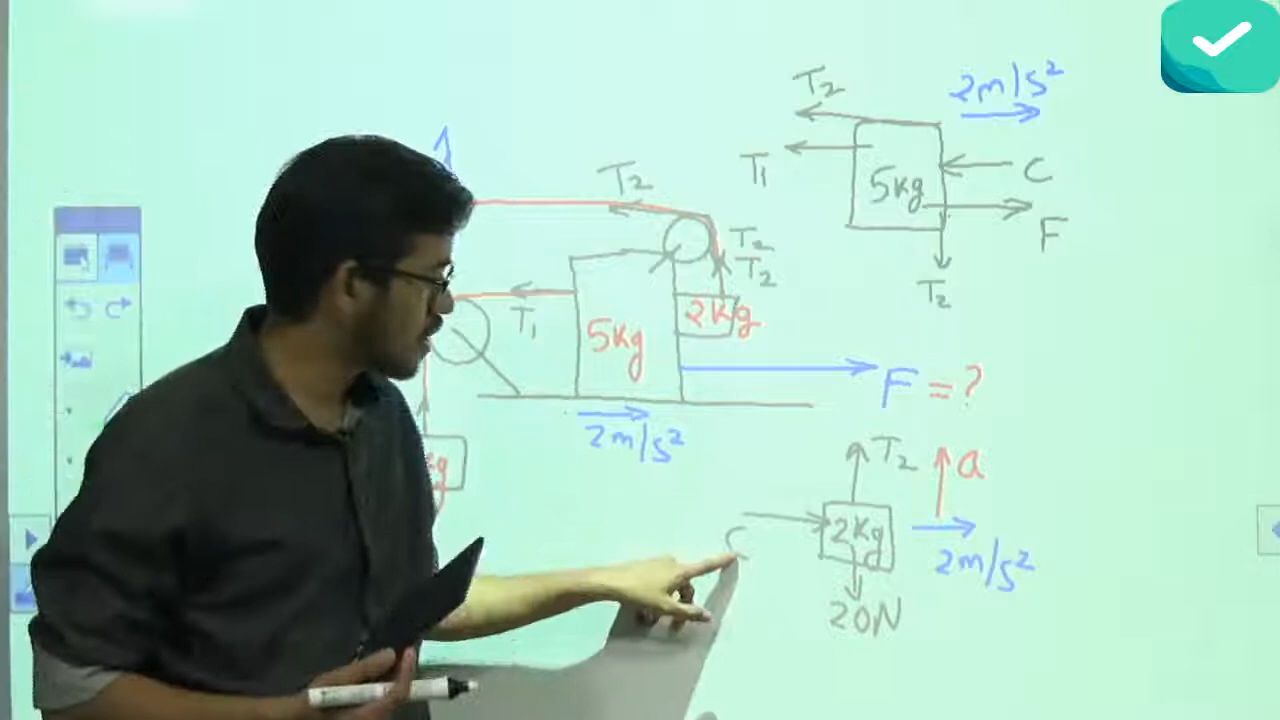 T₂
2m/s²
T₁
5kg
C
F
T₂
T₂
T₂
T₂
T₁
5kg
2kg
F = ?
2m/s²
T₂
a
kg
C
2kg
2m/s²
20N